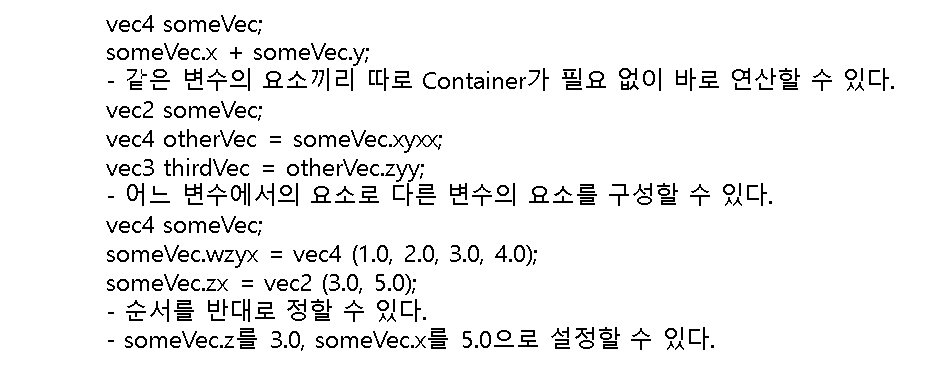 vec4 someVec;
someVec.x + someVec.y;
- 같은 변수의 요소끼리 따로 Container가 필요 없이 바로 연산할 수 있다.
vec2 someVec;
vec4 otherVec = someVec.xyxx;
vec3 thirdVec = otherVec.zyy;
- 어느 변수에서의 요소로 다른 변수의 요소를 구성할 수 있다.
vec4 someVec;
someVec.wzyx = vec4 (1.0, 2.0, 3.0, 4.0);
someVec.zx = vec2 (3.0, 5.0);
- 순서를 반대로 정할 수 있다.
- someVec.z를 3.0, someVec.x를 5.0으로 설정할 수 있다.